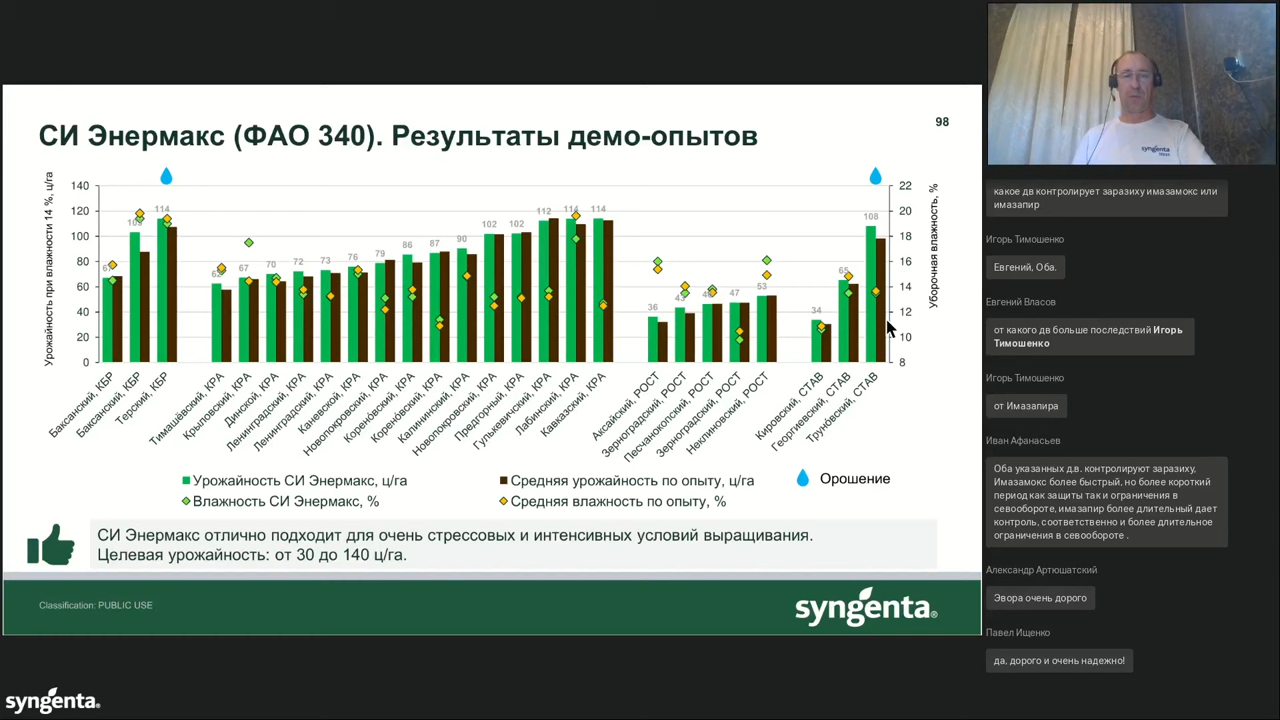 СИ Энермакс (ФАО 340). Результаты демо-опытов
98
Урожайность при влажности 14 %, ц/га
140
120
100
80
60
40
20
0
114
67
70
72
73
76
79
86
87
90
102
102
112
114
114
36
47
53
34
108
22
20
18
16
14
12
10
8
Уборочная влажность, %
Баксанский, КБР
Баксанский, КБР
Терский, КБР
Тимашёвский, КРА
Крыловский, КРА
Динской, КРА
Ленинградский, КРА
Ленинградский, КРА
Каневской, КРА
Новопокровский, КРА
Коренóвский, КРА
Коренóвский, КРА
Калининский, КРА
Новопокровский, КРА
Предгорный, КРА
Гулькевичский, КРА
Лабинский, КРА
Кавказский, КРА
Аксайский, РОСТ
Зерноградский, РОСТ
Песчанокопский, РОСТ
Зерноградский, РОСТ
Неклиновский, РОСТ
Кировский, СТАВ
Георгиевский, СТАВ
Трунóвский, СТАВ
Урожайность СИ Энермакс, ц/га
Средняя урожайность по опыту, ц/га
Орошение
Влажность СИ Энермакс, %
Средняя влажность по опыту, %
СИ Энермакс отлично подходит для очень стрессовых и интенсивных условий выращивания.
Целевая урожайность: от 30 до 140 ц/га.
Classification: PUBLIC USE
syngenta®
syngenta
syngenta
какое дв контролирует заразиху имазамокс или
имазапир
Игорь Тимошенко
Евгений, Оба.
Евгений Власов
от какого дв больше последствий Игорь
Тимошенко
Игорь Тимошенко
от Имазапира
Иван Афанасьев
Оба указанных д.в. контролируют заразиху,
Имазамокс более быстрый, но более короткий
период как защиты так и ограничения в
севообороте, имазапир более длительный дает
контроль, соответственно и более длительное
ограничения в севообороте .
Александр Артюшатский
Эвора очень дорого
Павел Ищенко
да, дорого и очень надежно!